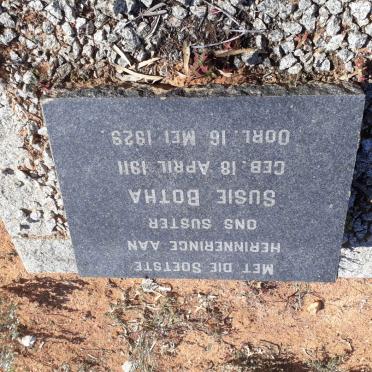 MET DIE SOETSTE
HERINNERINGE AAN
ONS SUSTER
SUSIE BOTHA
GEB. 18 APRIL 1911
OORL. 16 MEI 1929.